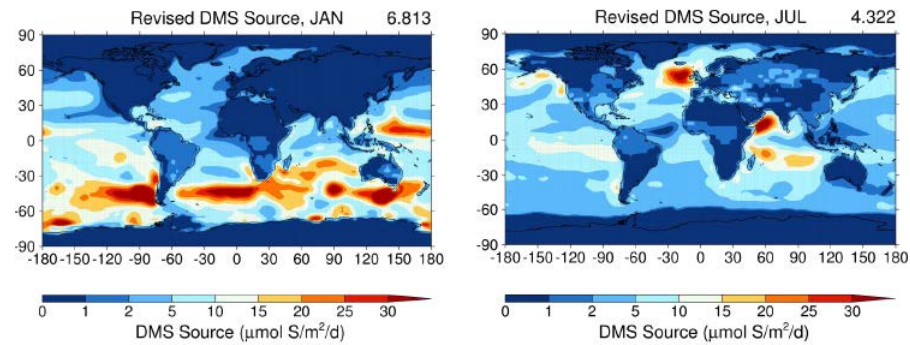 Revised DMS Source, JAN 6.813
90
60
30
0
-30
-60
-90
-180 -150 -120 -90 -60 -30 0 30 60 90 120 150 180
0 1 2 5 10 15 20 25 30
DMS Source (μmol S/m²/d)
Revised DMS Source, JUL 4.322
90
60
30
0
-30
-60
-90
-180 -150 -120 -90 -60 -30 0 30 60 90 120 150 180
0 1 2 5 10 15 20 25 30
DMS Source (μmol S/m²/d)